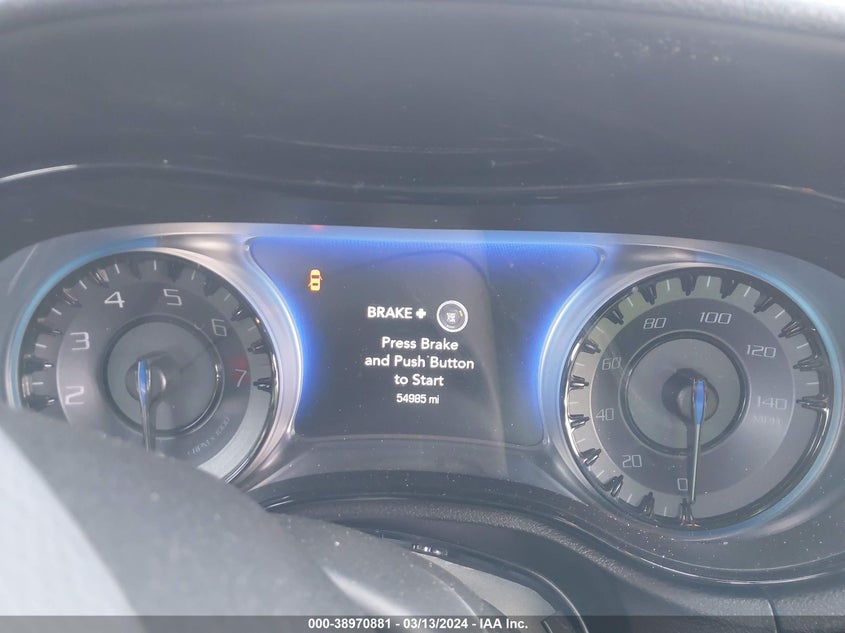 4 5
3 6
2 7
80 100
60 120
40 140
20 MPH
0
BRAKE +
Press Brake
and Push Button
to Start
54985 mi
000-38970881 - 03/13/2024 - IAA Inc.